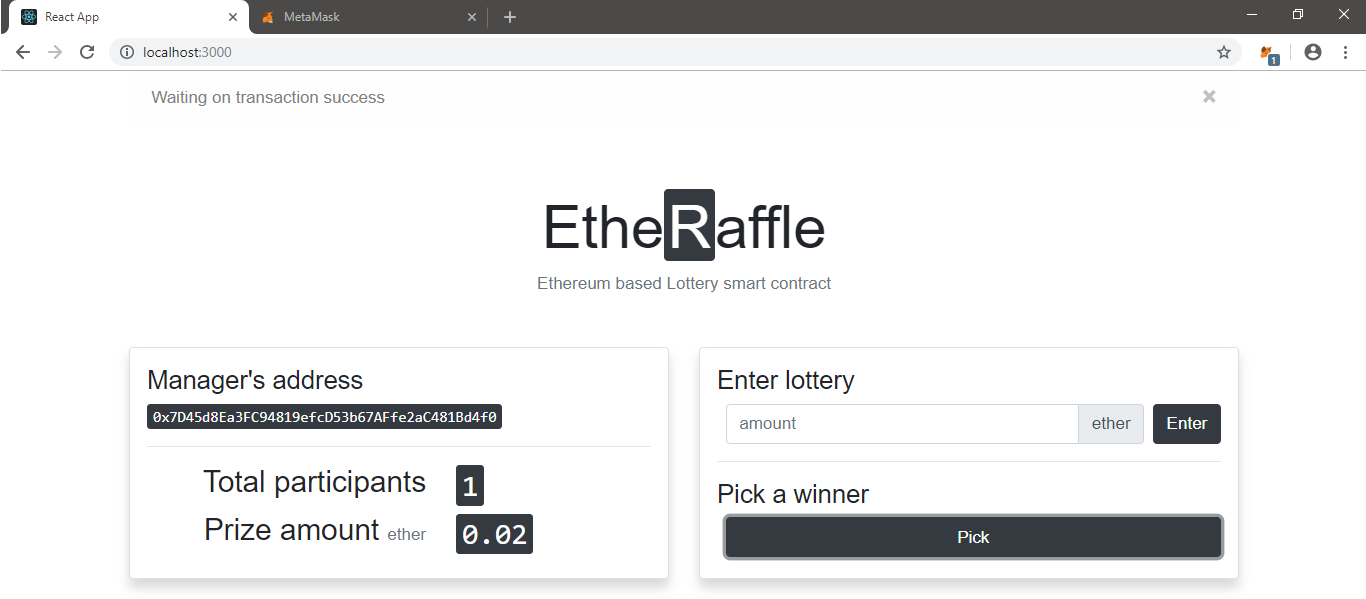 React App
MetaMask
localhost:3000
1
Waiting on transaction success
EtheRaffle
Ethereum based Lottery smart contract
Manager's address
0x7D45d8Ea3FC94819efcD53b67AFfe2aC481Bd4f0
Total participants 1
Prize amount ether 0.02
Enter lottery
amount ether Enter
Pick a winner
Pick